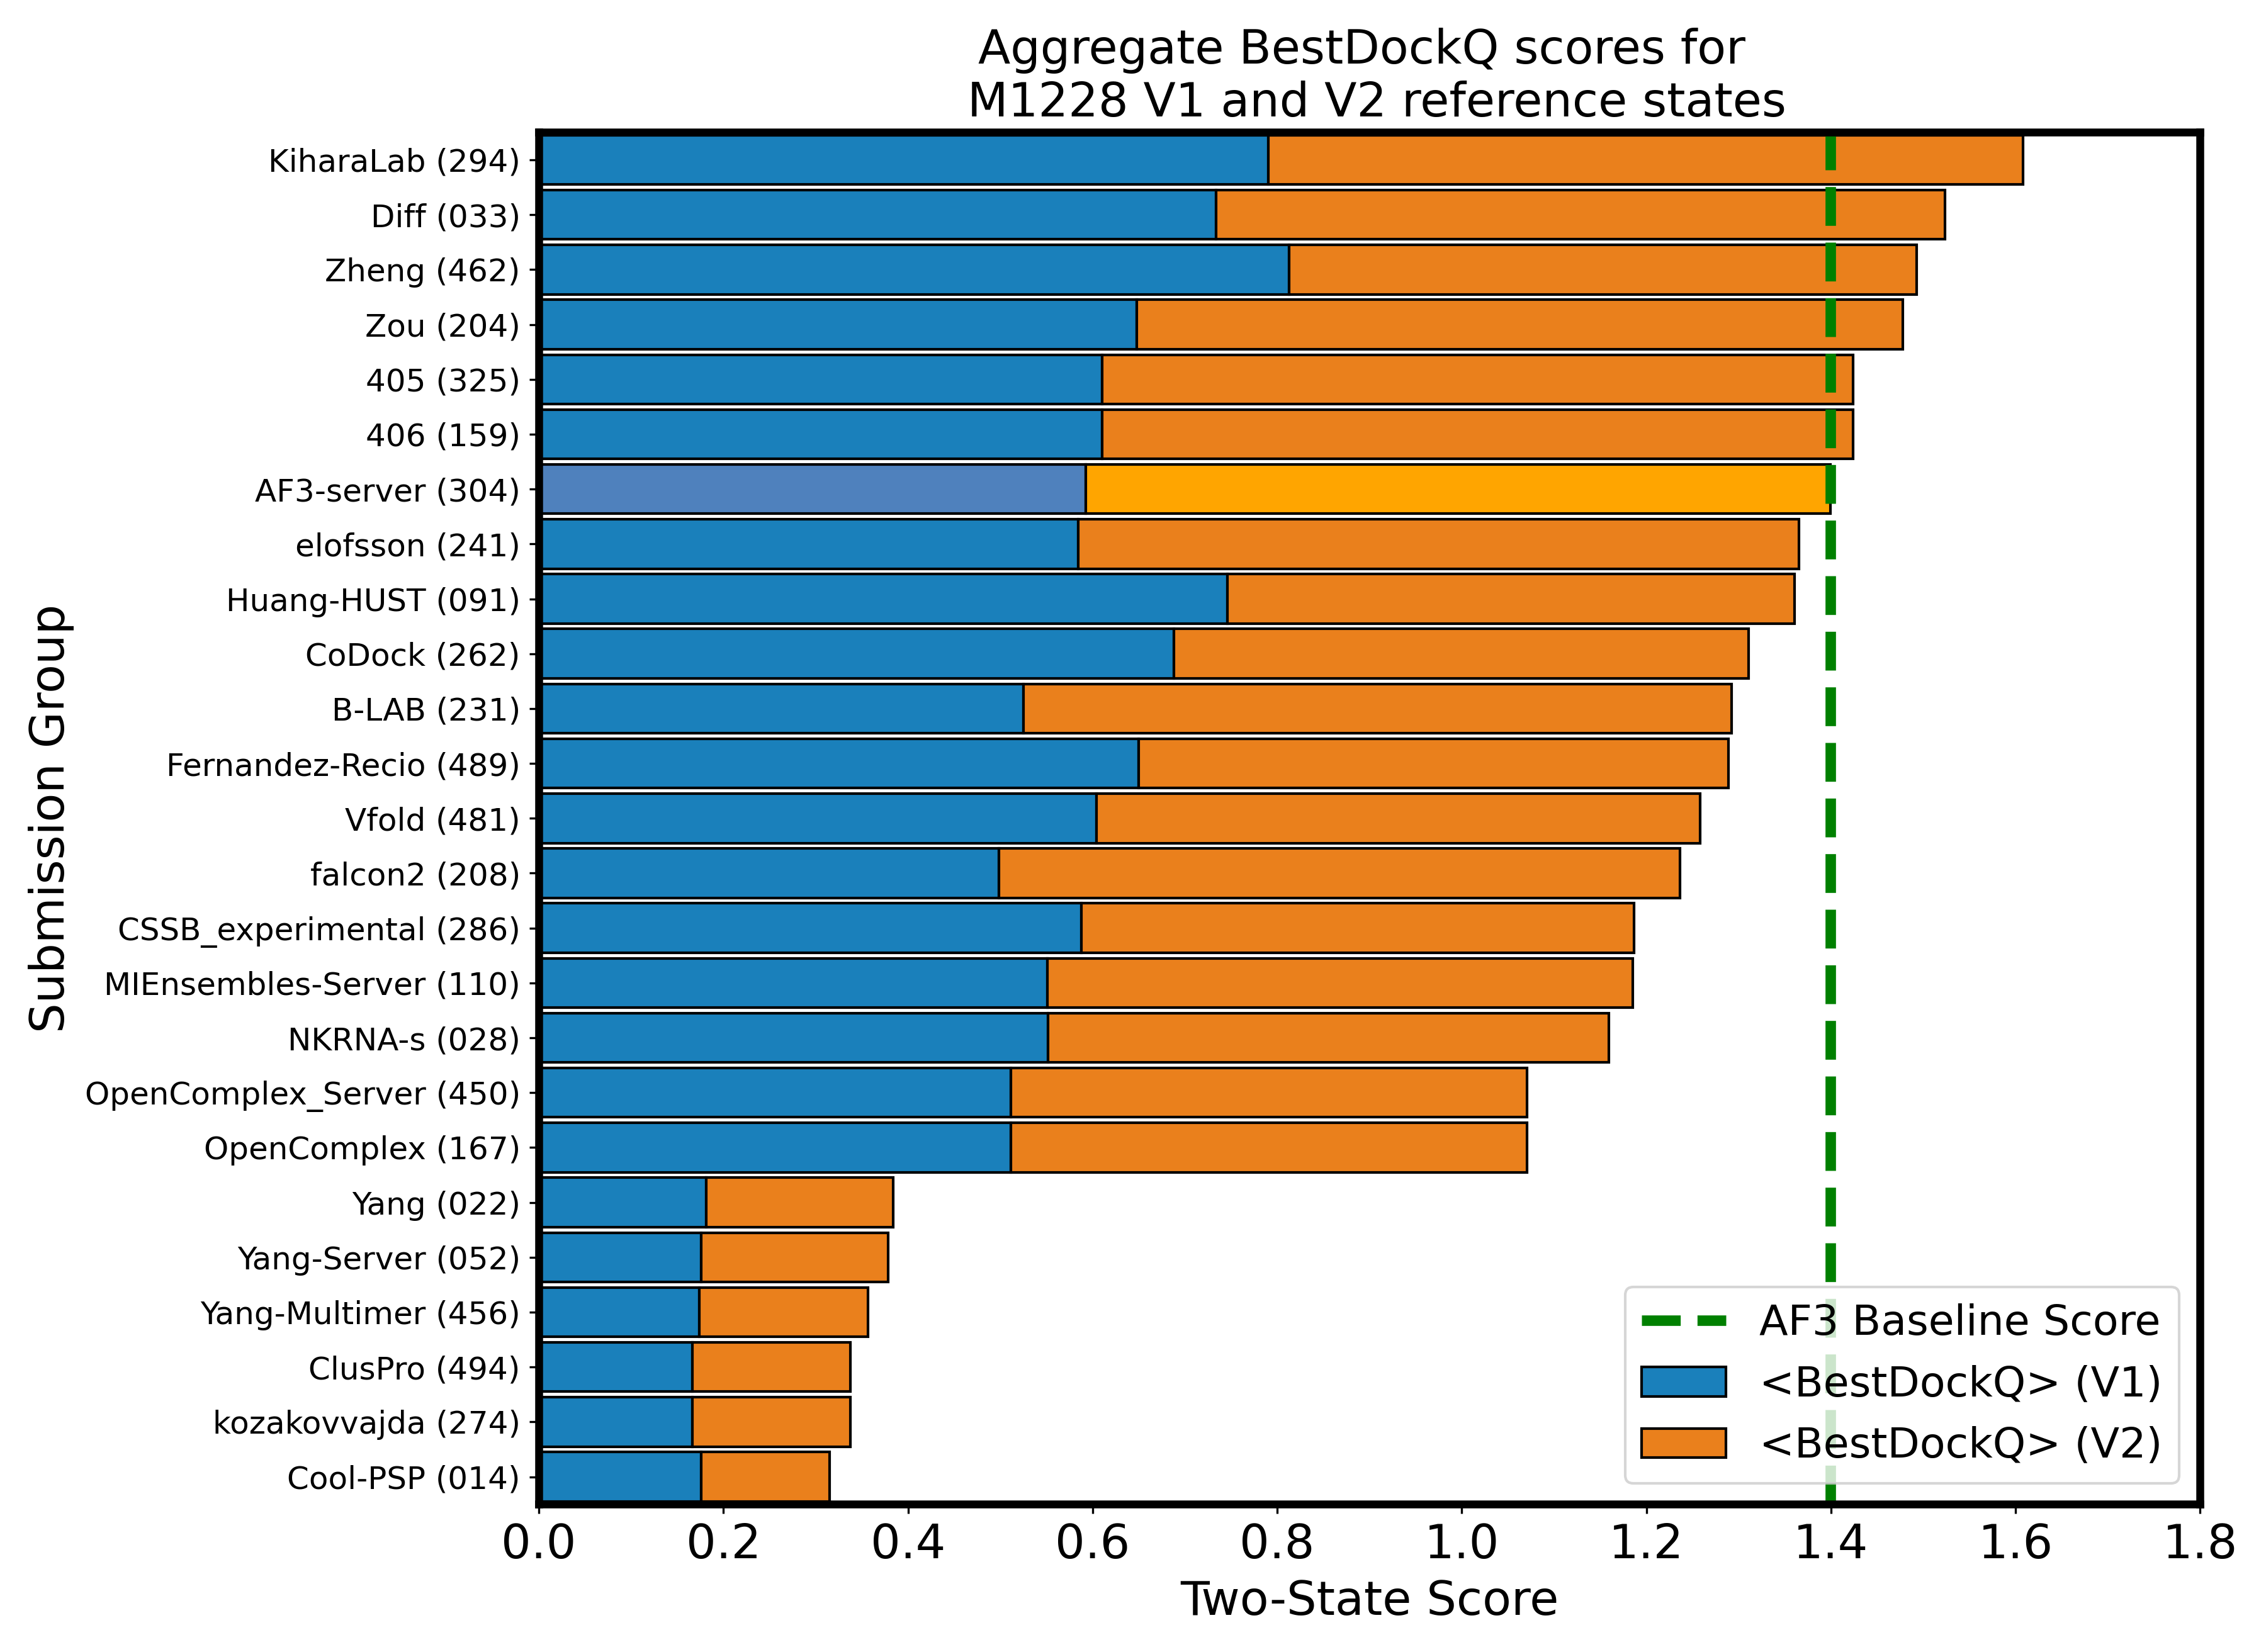 Aggregate BestDockQ scores for
M1228 V1 and V2 reference states
Submission Group
KiharaLab (294)
Diff (033)
Zheng (462)
Zou (204)
405 (325)
406 (159)
AF3-server (304)
elofsson (241)
Huang-HUST (091)
CoDock (262)
B-LAB (231)
Fernandez-Recio (489)
Vfold (481)
falcon2 (208)
CSSB_experimental (286)
MIEnsembles-Server (110)
NKRNA-s (028)
OpenComplex_Server (450)
OpenComplex (167)
Yang (022)
Yang-Server (052)
Yang-Multimer (456)
ClusPro (494)
kozakovvajda (274)
Cool-PSP (014)
AF3 Baseline Score
<BestDockQ> (V1)
<BestDockQ> (V2)
0.0 0.2 0.4 0.6 0.8 1.0 1.2 1.4 1.6 1.8
Two-State Score